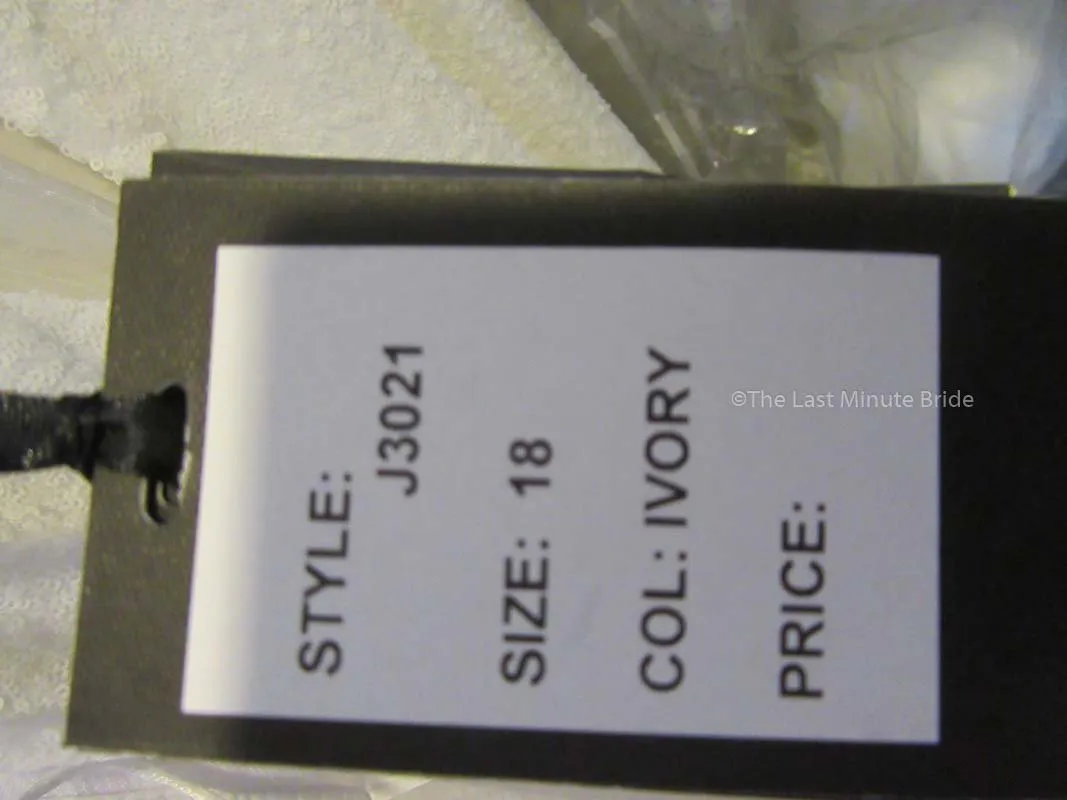 STYLE:
J3021
SIZE: 18
COL: IVORY
PRICE:
©The Last Minute Bride